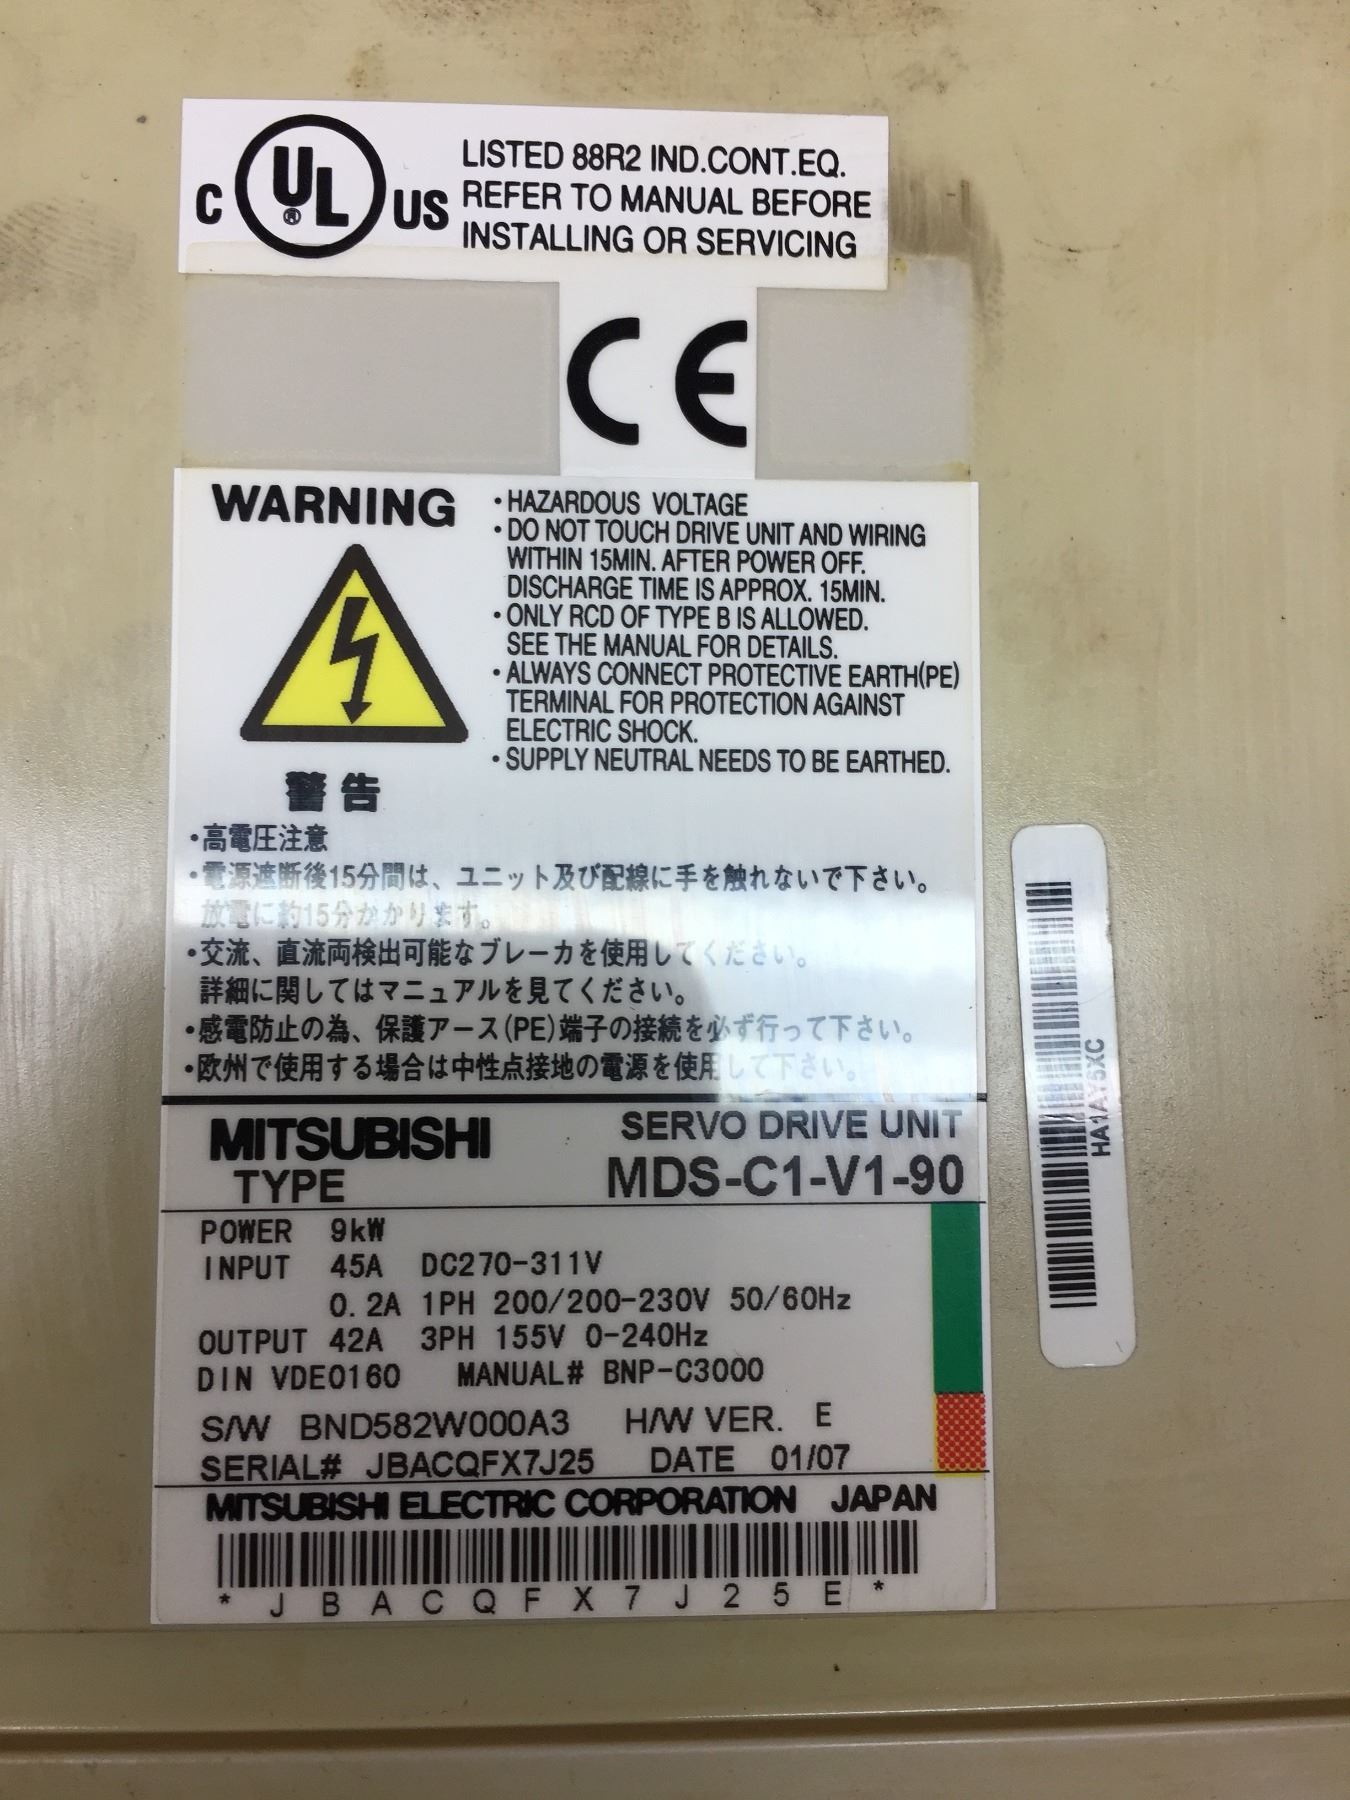 C UL® US
LISTED 88R2 IND.CONT.EQ.
REFER TO MANUAL BEFORE
INSTALLING OR SERVICING
CE
WARNING
・HAZARDOUS VOLTAGE
・DO NOT TOUCH DRIVE UNIT AND WIRING
WITHIN 15MIN. AFTER POWER OFF.
DISCHARGE TIME IS APPROX. 15MIN.
・ONLY RCD OF TYPE B IS ALLOWED.
SEE THE MANUAL FOR DETAILS.
・ALWAYS CONNECT PROTECTIVE EARTH(PE)
TERMINAL FOR PROTECTION AGAINST
ELECTRIC SHOCK.
・SUPPLY NEUTRAL NEEDS TO BE EARTHED.
警告
・高電圧注意
・電源遮断後15分間は、ユニット及び配線に手を触れないで下さい。
放電に約15分かかります。
・交流、直流両検出可能なブレーカを使用してください。
詳細に関してはマニュアルを見てください。
・感電防止の為、保護アース(PE)端子の接続を必ず行って下さい。
・欧州で使用する場合は中性点接地の電源を使用して下さい。
MITSUBISHI SERVO DRIVE UNIT
TYPE MDS-C1-V1-90
POWER 9kW
INPUT 45A DC270-311V
0.2A 1PH 200/200-230V 50/60Hz
OUTPUT 42A 3PH 155V 0-240Hz
DIN VDE0160 MANUAL# BNP-C3000
S/W BND582W000A3 H/W VER. E
SERIAL# JBACQFX7J25 DATE 01/07
MITSUBISHI ELECTRIC CORPORATION JAPAN
* J B A C Q F X 7 J 2 5 E *
HA1AY5XC